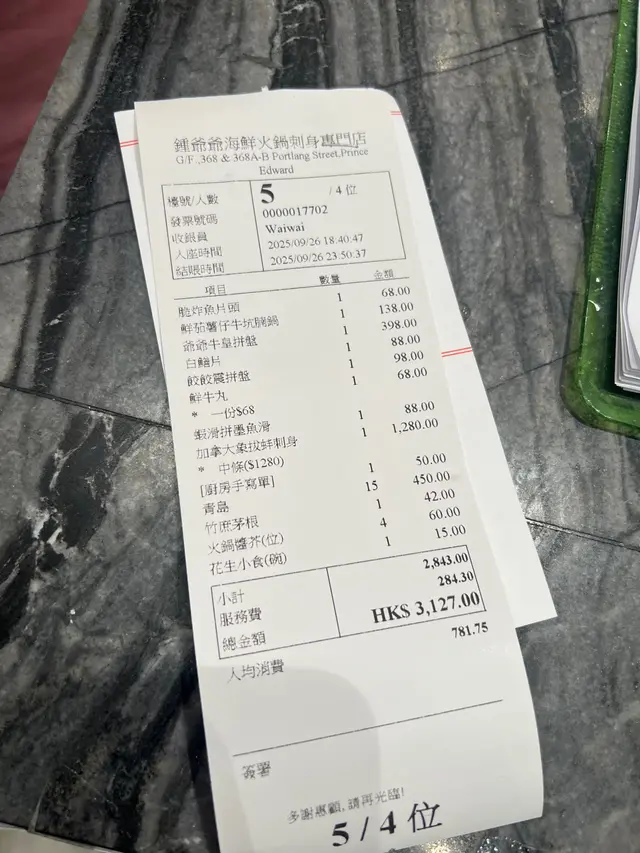 鍾爺爺海鮮火鍋刺身專門店
G/F.,368 & 368A-B Portlang Street,Prince
Edward
檯號/人數 5 /4 位
發票號碼 0000017702
收銀員 Waiwai
入座時間 2025/09/26 18:40:47
結賬時間 2025/09/26 23:50:37
項目 數量 金額
脆炸魚片頭 1 68.00
鮮茄薯仔牛坑腩鍋 1 138.00
爺爺牛皇拼盤 1 398.00
白鱔片 1 88.00
餃餃震拼盤 1 98.00
鮮牛丸 1 68.00
* 一份$68
蝦滑拼墨魚滑 1 88.00
加拿大象拔蚌刺身 1 1,280.00
* 中條($1280)
[廚房手寫單] 1 50.00
青島 15 450.00
竹庶茅根 1 42.00
火鍋醬芥(位) 4 60.00
花生小食(碗) 1 15.00
小計 2,843.00
服務費 284.30
總金額 HK$ 3,127.00
人均消費 781.75
簽署
多謝惠顧,請再光臨!
5 / 4 位